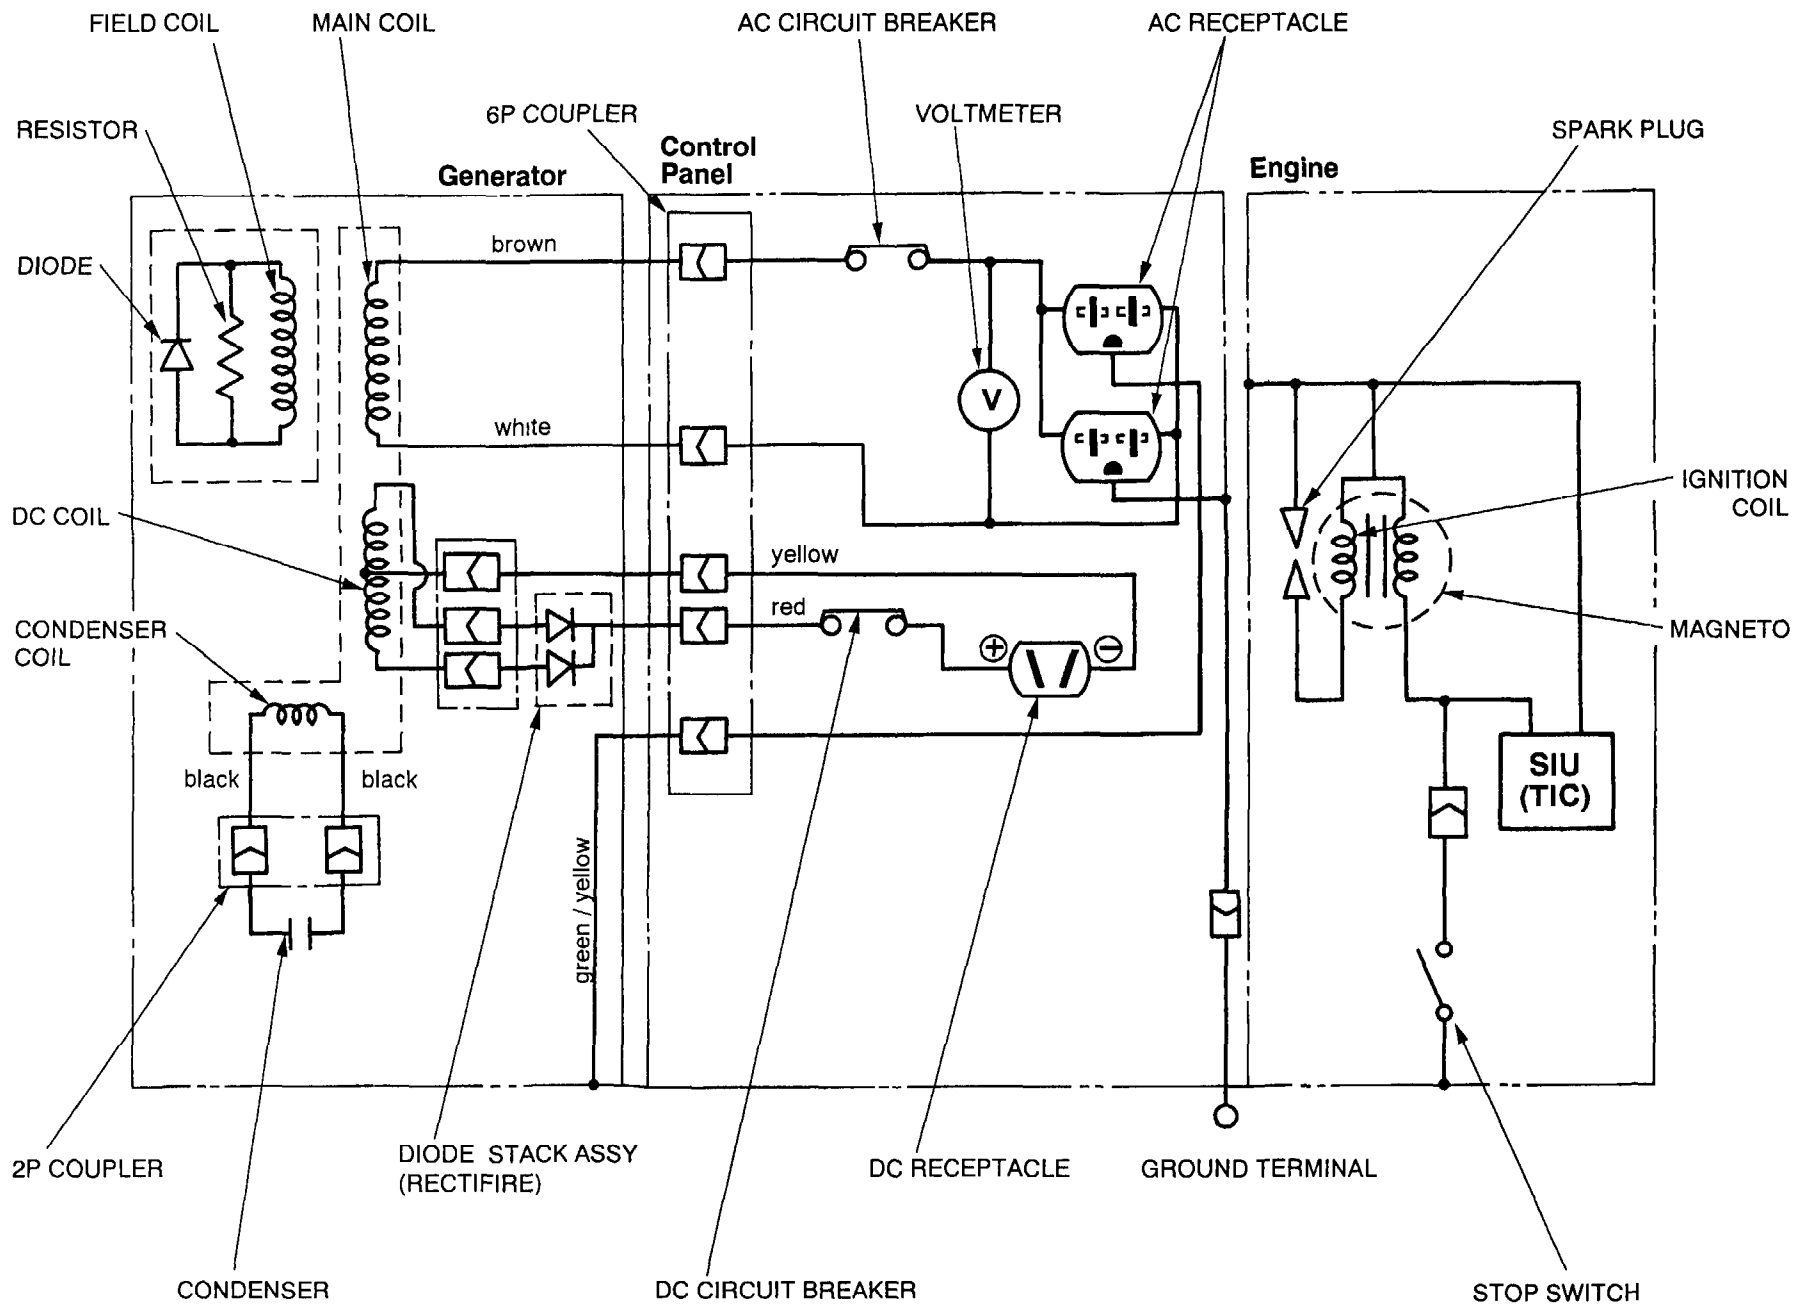 FIELD COIL
MAIN COIL
AC CIRCUIT BREAKER
AC RECEPTACLE
6P COUPLER
VOLTMETER
RESISTOR
SPARK PLUG
Control
Panel
Generator
Engine
brown
DIODE
V
white
IGNITION
COIL
DC COIL
yellow
red
CONDENSER
COIL
MAGNETO
+
−
black
black
SIU
(TIC)
green / yellow
2P COUPLER
DIODE STACK ASSY
(RECTIFIRE)
DC RECEPTACLE
GROUND TERMINAL
CONDENSER
DC CIRCUIT BREAKER
STOP SWITCH